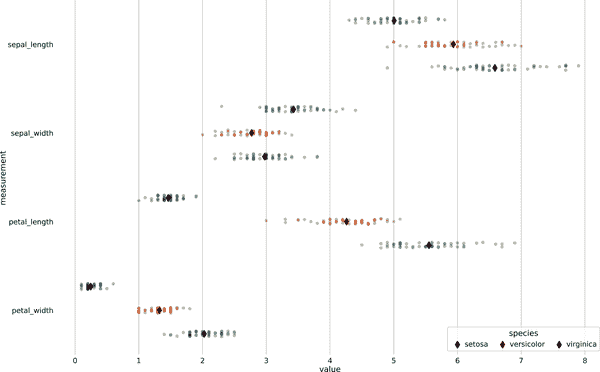 sepal_length
sepal_width
measurement
petal_length
petal_width
species
setosa versicolor virginica
0 1 2 3 4 5 6 7 8
value